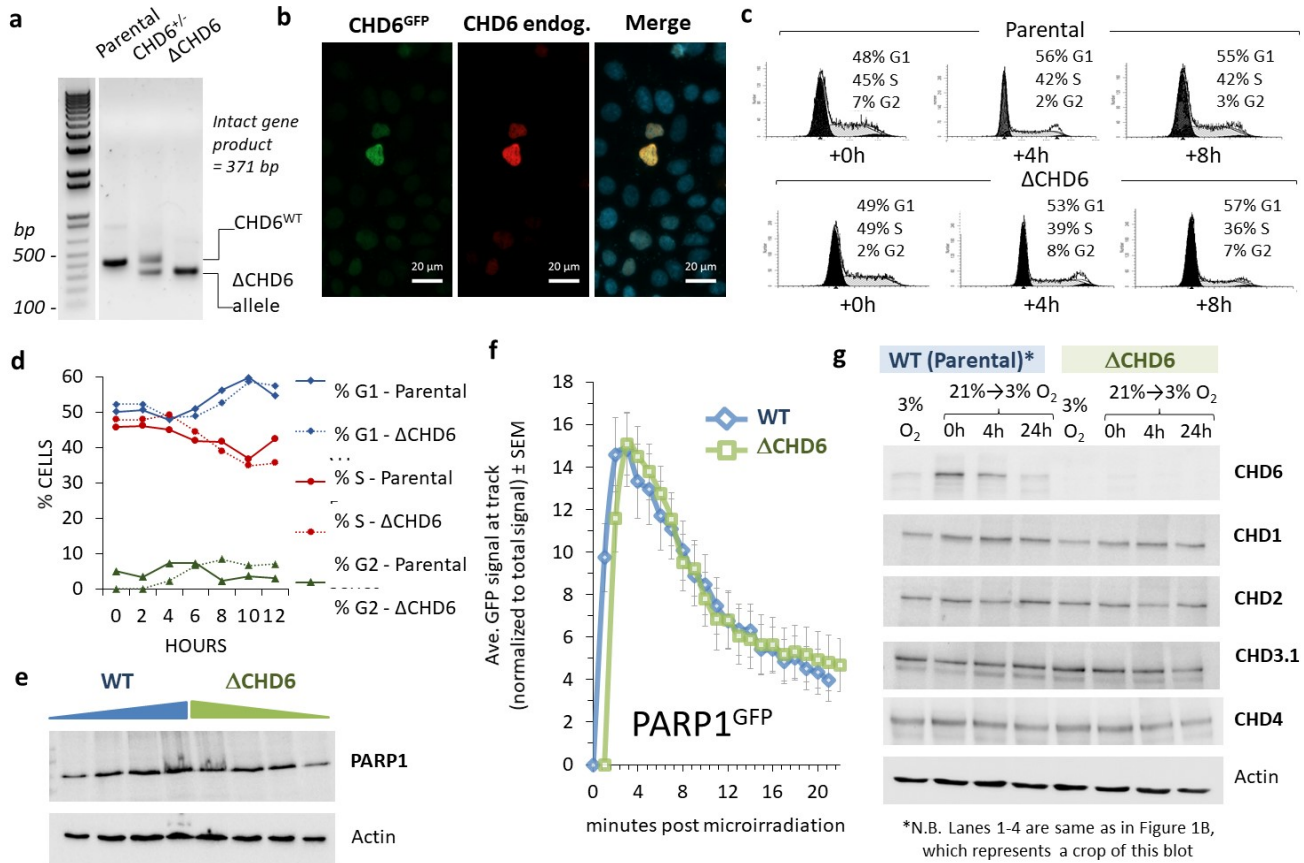 a
Parental
CHD6+/-
ΔCHD6
Intact gene
product
= 371 bp
bp
500 -
100 -
CHD6WT
ΔCHD6
allele
b
CHD6GFP
CHD6 endog.
Merge
20 µm
20 µm
20 µm
c
Parental
48% G1
45% S
7% G2
56% G1
42% S
2% G2
55% G1
42% S
3% G2
+0h
+4h
+8h
ΔCHD6
49% G1
49% S
2% G2
53% G1
39% S
8% G2
57% G1
36% S
7% G2
+0h
+4h
+8h
d
60
50
40
30
20
10
0
% CELLS
0 2 4 6 8 10 12
HOURS
% G1 - Parental
% G1 - ΔCHD6
% S - Parental
% S - ΔCHD6
% G2 - Parental
% G2 - ΔCHD6
e
WT
ΔCHD6
PARP1
Actin
f
Ave. GFP signal at track
(normalized to total signal) ± SEM
18
16
14
12
10
8
6
4
2
0
WT
ΔCHD6
PARP1GFP
0 4 8 12 16 20
minutes post microirradiation
g
WT (Parental)*
ΔCHD6
3%
O2
21%→3% O2
0h 4h 24h
3%
O2
21%→3% O2
0h 4h 24h
CHD6
CHD1
CHD2
CHD3.1
CHD4
Actin
*N.B. Lanes 1-4 are same as in Figure 1B,
which represents a crop of this blot